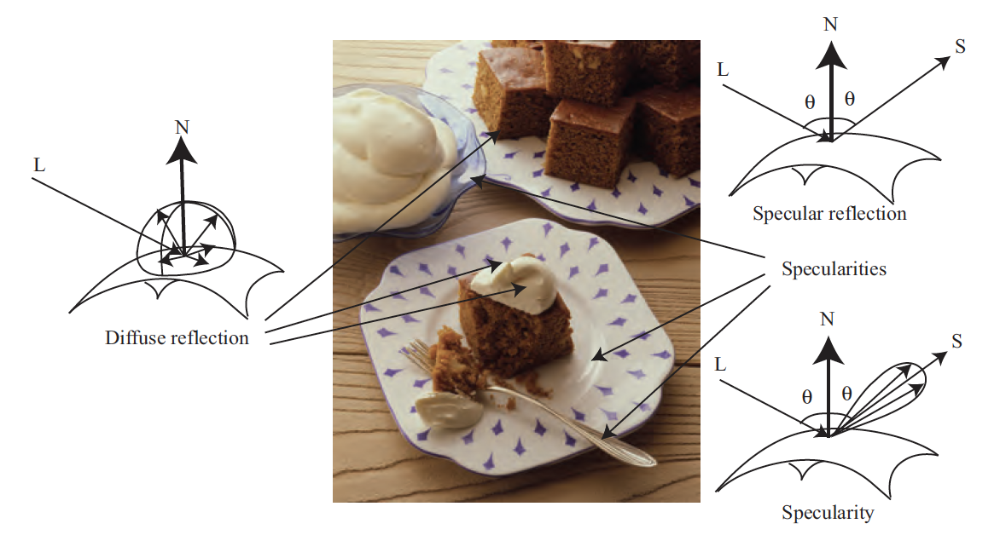 N
L
Diffuse reflection
N
S
L
θ
θ
Specular reflection
Specularities
N
S
L
θ
θ
Specularity